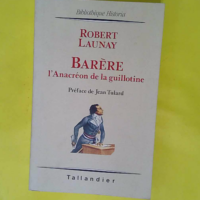 Bibliothèque Historia
ROBERT
LAUNAY
BARÈRE
l'Anacréon de la guillotine
Préface de Jean Tulard
Tallandier